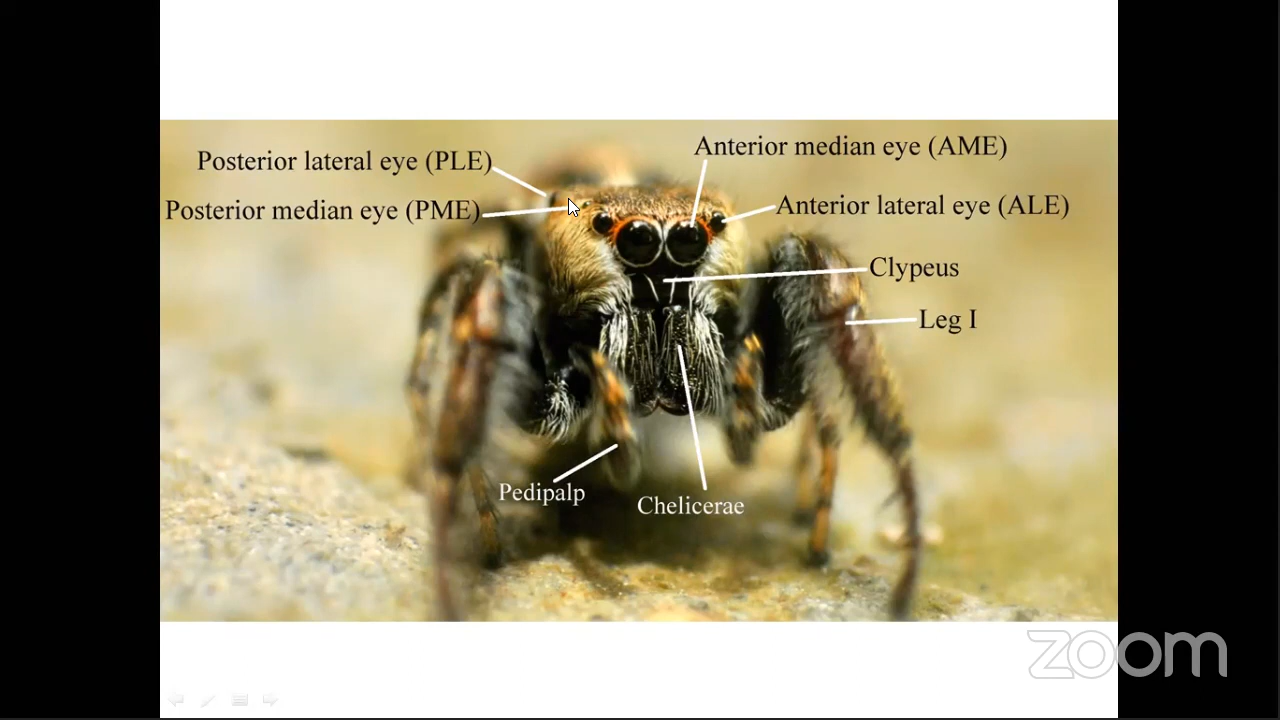 Posterior lateral eye (PLE)
Anterior median eye (AME)
Posterior median eye (PME)
Anterior lateral eye (ALE)
Clypeus
Leg I
Pedipalp
Chelicerae
zoom